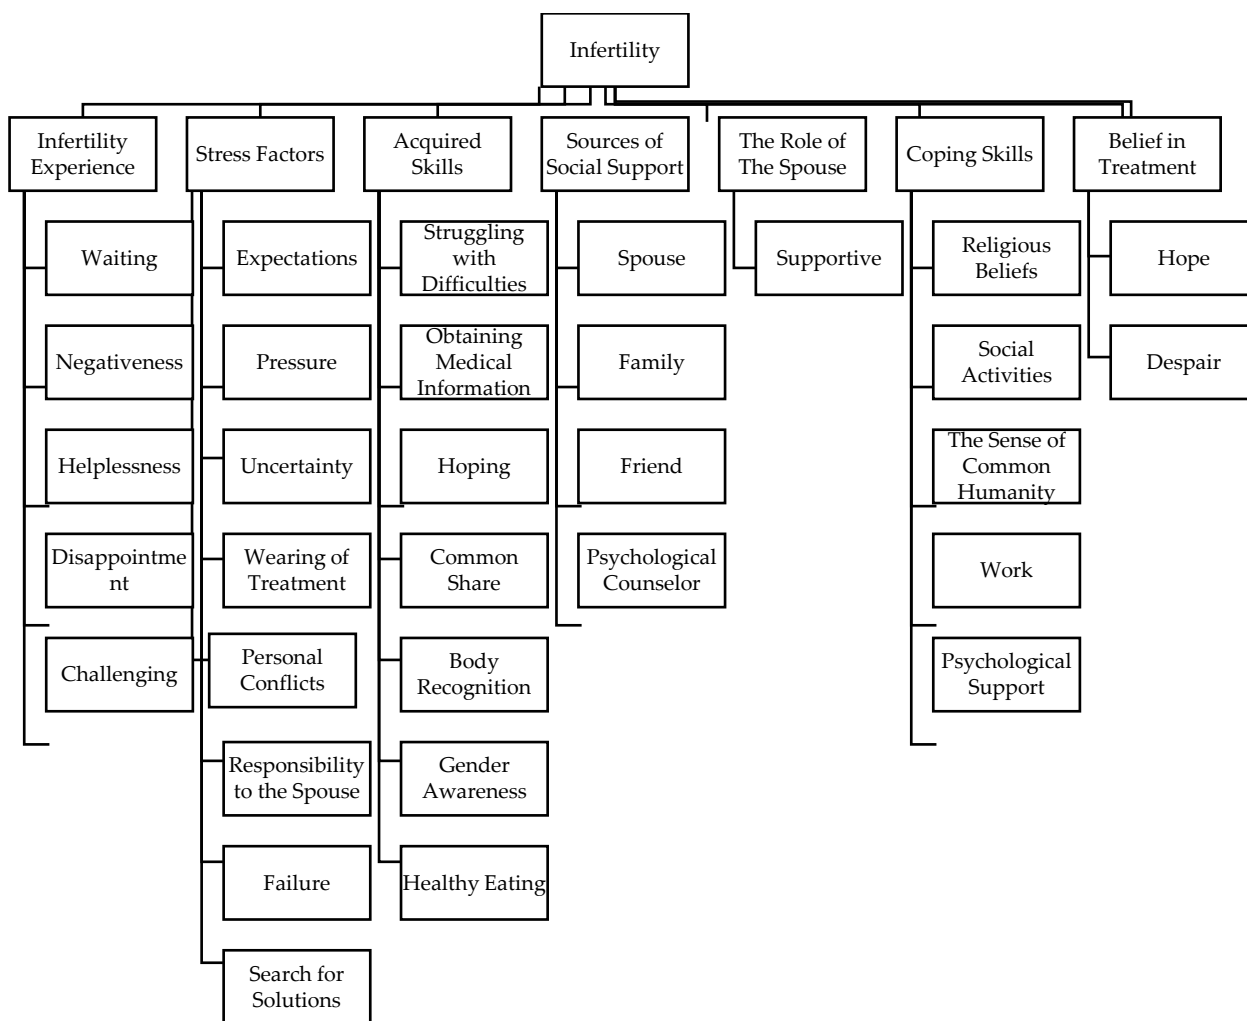 Infertility
Infertility
Experience
Stress Factors
Acquired
Skills
Sources of
Social Support
The Role of
The Spouse
Coping Skills
Belief in
Treatment
Waiting
Negativeness
Helplessness
Disappointme
nt
Challenging
Expectations
Pressure
Uncertainty
Wearing of
Treatment
Personal
Conflicts
Responsibility
to the Spouse
Failure
Search for
Solutions
Struggling
with
Difficulties
Obtaining
Medical
Information
Hoping
Common
Share
Body
Recognition
Gender
Awareness
Healthy Eating
Spouse
Family
Friend
Psychological
Counselor
Supportive
Religious
Beliefs
Social
Activities
The Sense of
Common
Humanity
Work
Psychological
Support
Hope
Despair